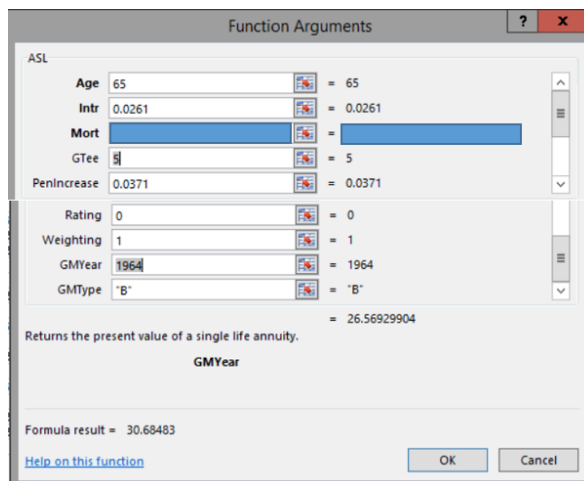 Function Arguments ? x
ASL
Age 65 = 65
Intr 0.0261 = 0.0261
Mort =
GTee 5 = 5
PenIncrease 0.0371 = 0.0371
Rating 0 = 0
Weighting 1 = 1
GMYear 1964 = 1964
GMType "B" = "B"
= 26.56929904
Returns the present value of a single life annuity.
GMYear
Formula result = 30.68483
Help on this function OK Cancel